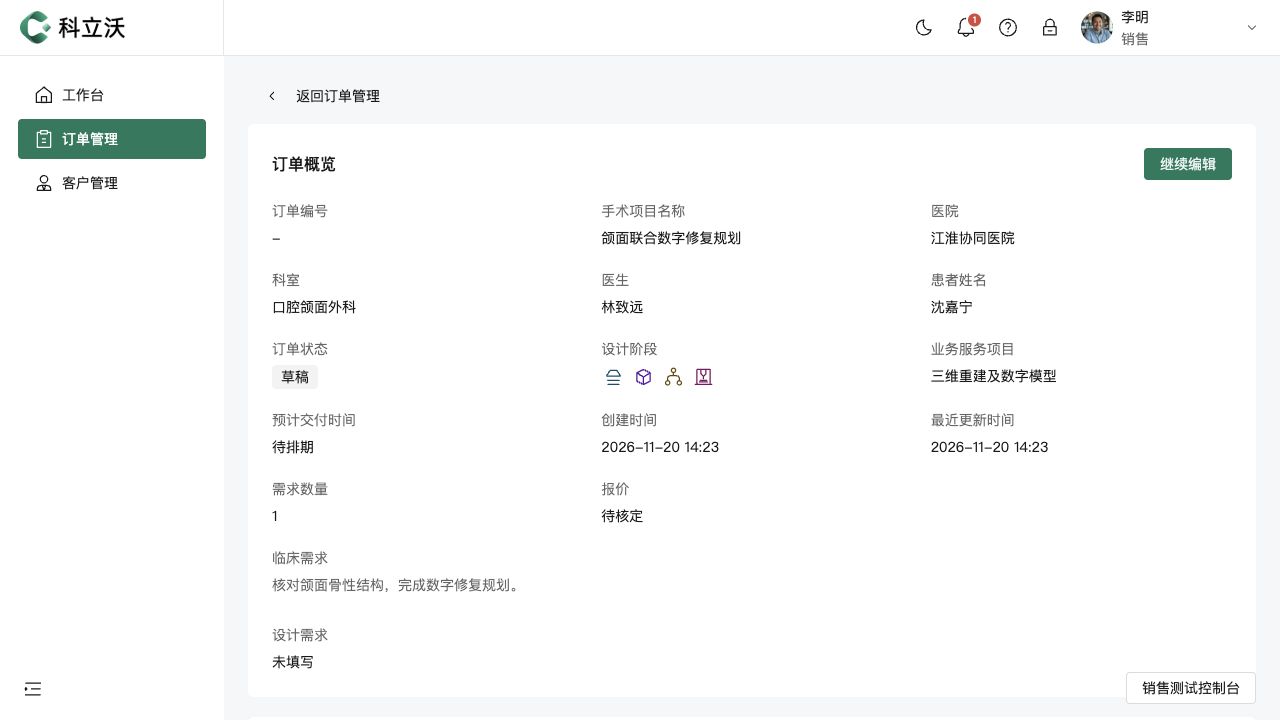 科立沃
1
李明
销售
工作台
订单管理
客户管理
返回订单管理
订单概览
继续编辑
订单编号
手术项目名称
医院
–
颌面联合数字修复规划
江淮协同医院
科室
医生
患者姓名
口腔颌面外科
林致远
沈嘉宁
订单状态
设计阶段
业务服务项目
草稿
三维重建及数字模型
预计交付时间
创建时间
最近更新时间
待排期
2026–11–20 14:23
2026–11–20 14:23
需求数量
报价
1
待核定
临床需求
核对颌面骨性结构，完成数字修复规划。
设计需求
未填写
销售测试控制台